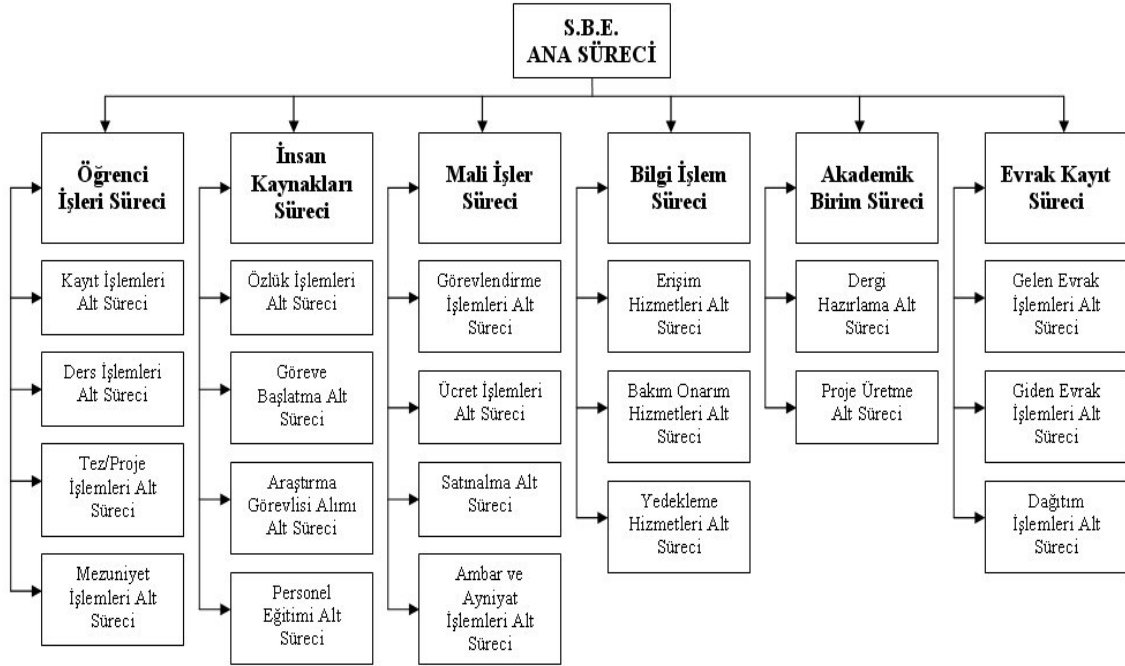 S.B.E.
ANA SÜRECİ
Öğrenci
İşleri Süreci
Kayıt İşlemleri
Alt Süreci
Ders İşlemleri
Alt Süreci
Tez/Proje
İşlemleri Alt
Süreci
Mezuniyet
İşlemleri Alt
Süreci
İnsan
Kaynakları
Süreci
Özlük İşlemleri
Alt Süreci
Göreve
Başlatma Alt
Süreci
Araştırma
Görevlisi Alımı
Alt Süreci
Personel
Eğitimi Alt
Süreci
Mali İşler
Süreci
Görevlendirme
İşlemleri Alt
Süreci
Ücret İşlemleri
Alt Süreci
Satınalma Alt
Süreci
Ambar ve
Ayniyat
İşlemleri Alt
Süreci
Bilgi İşlem
Süreci
Erişim
Hizmetleri Alt
Süreci
Bakım Onarım
Hizmetleri Alt
Süreci
Yedekleme
Hizmetleri Alt
Süreci
Akademik
Birim Süreci
Dergi
Hazırlama Alt
Süreci
Proje Üretme
Alt Süreci
Evrak Kayıt
Süreci
Gelen Evrak
İşlemleri Alt
Süreci
Giden Evrak
İşlemleri Alt
Süreci
Dağıtım
İşlemleri Alt
Süreci